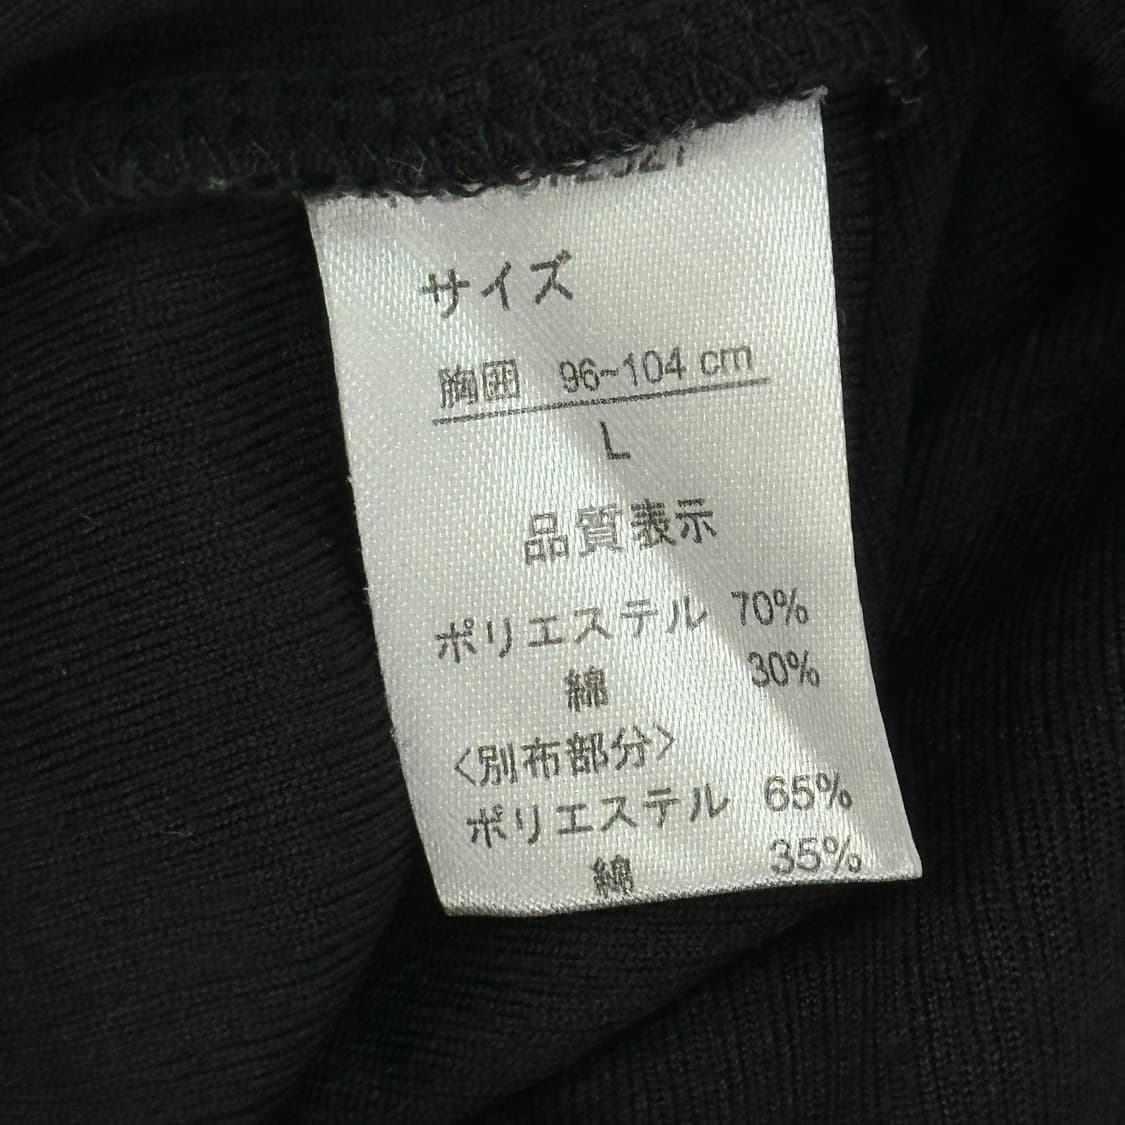 サイズ
胸囲 96~104 cm
L
品質表示
ポリエステル 70%
綿 30%
<別布部分>
ポリエステル 65%
綿 35%